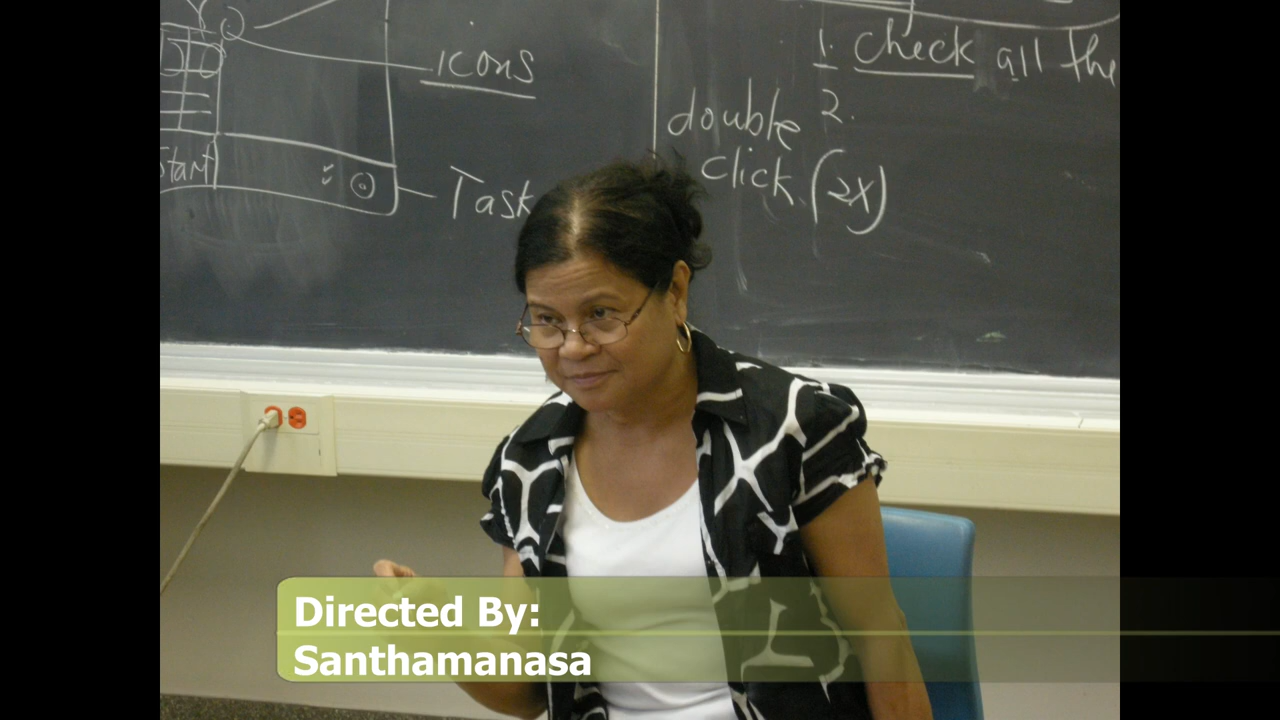 icons
Start
Task
1. check all the
2.
double
click (2x)
Directed By:
Santhamanasa